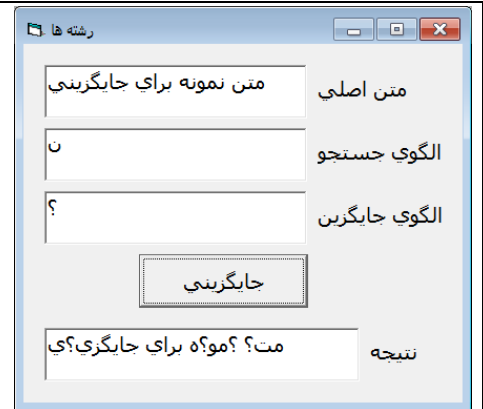 رشته ها
متن اصلي
متن نمونه براي جايگزيني
الگوي جستجو
ن
الگوي جايگزين
؟
جايگزيني
نتيجه
مت؟ ؟مو؟ه براي جايگزي؟ي